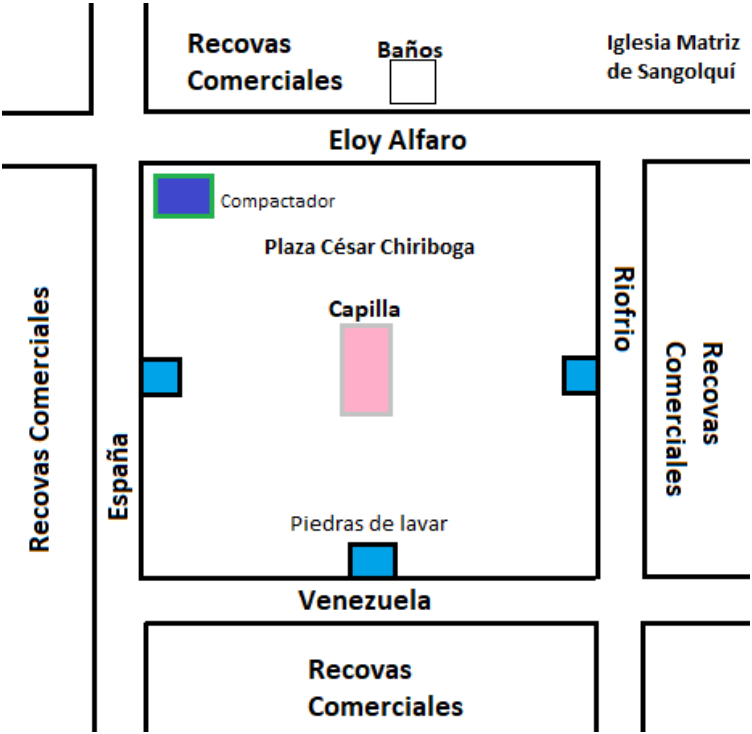 Recovas
Comerciales
Baños
Iglesia Matriz
de Sangolquí
Eloy Alfaro
Compactador
Plaza César Chiriboga
Capilla
Riofrio
Recovas
Comerciales
Recovas Comerciales
España
Piedras de lavar
Venezuela
Recovas
Comerciales